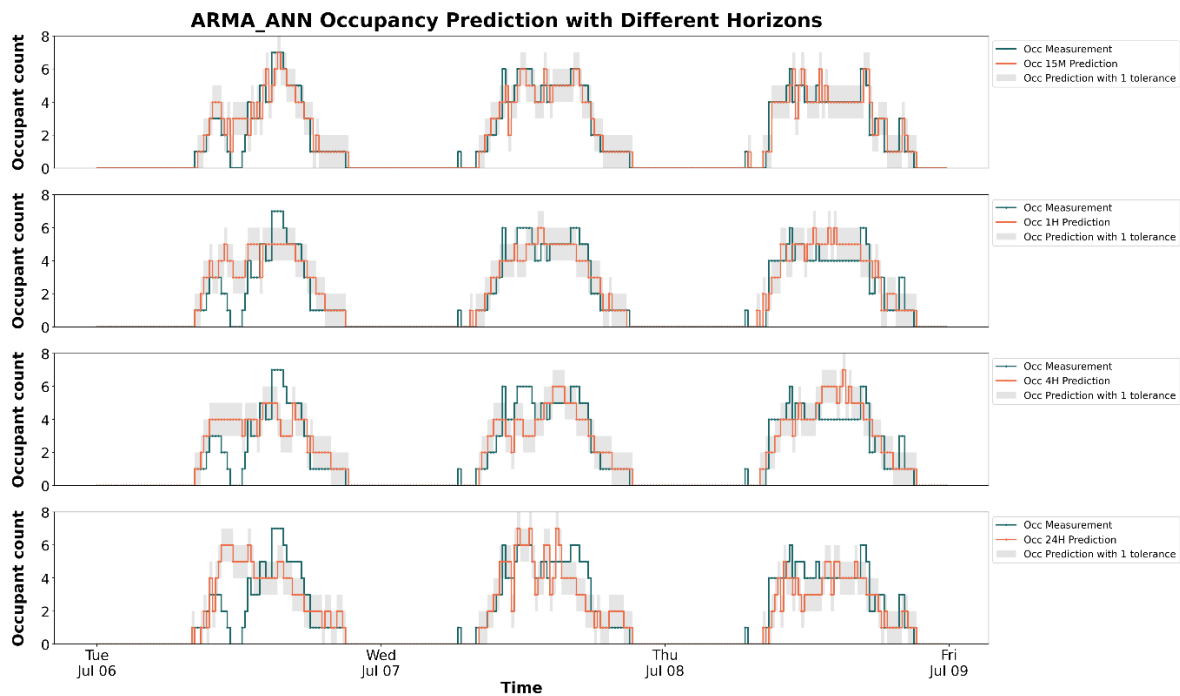 ARMA_ANN Occupancy Prediction with Different Horizons
Occupant count
8
6
4
2
0
Occ Measurement
Occ 15M Prediction
Occ Prediction with 1 tolerance
Occupant count
8
6
4
2
0
Occ Measurement
Occ 1H Prediction
Occ Prediction with 1 tolerance
Occupant count
8
6
4
2
0
Occ Measurement
Occ 4H Prediction
Occ Prediction with 1 tolerance
Occupant count
8
6
4
2
0
Occ Measurement
Occ 24H Prediction
Occ Prediction with 1 tolerance
Tue
Jul 06
Wed
Jul 07
Thu
Jul 08
Fri
Jul 09
Time